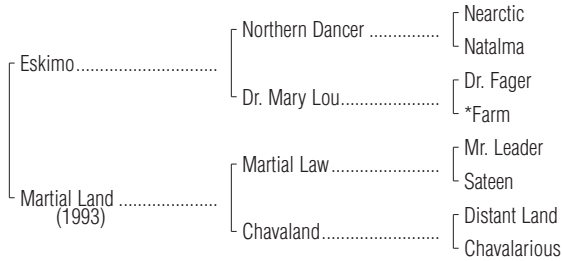 Nearctic
Northern Dancer ................
Natalma
Eskimo.............................
Dr. Fager
Dr. Mary Lou......................
*Farm
Mr. Leader
Martial Law........................
Sateen
Martial Land ....................
(1993)
Distant Land
Chavaland..........................
Chavalarious